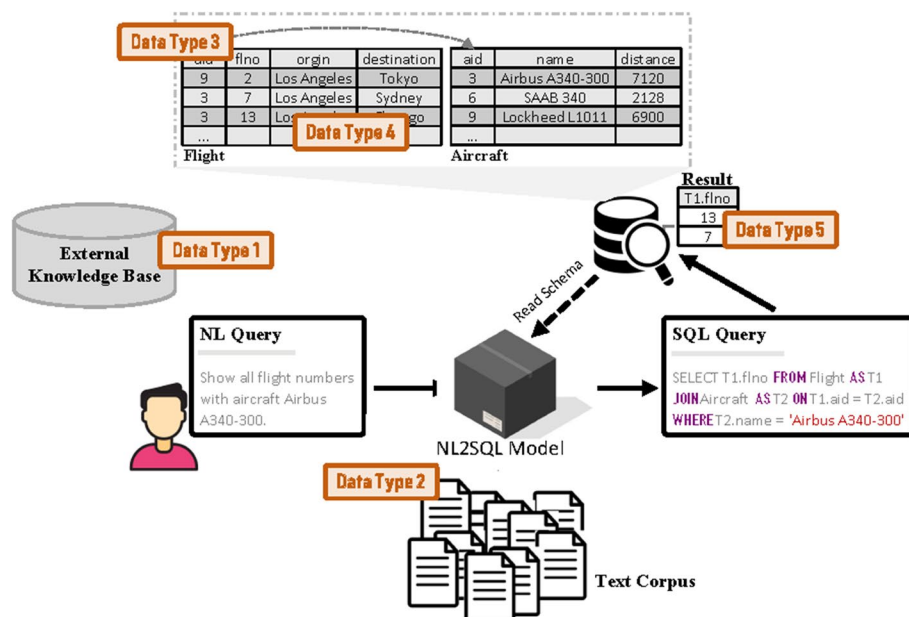 Data Type 3
aid flno orgin destination
9 2 Los Angeles Tokyo
3 7 Los Angeles Sydney
3 13
...
Data Type 4
Flight
aid name distance
3 Airbus A340-300 7120
6 SAAB 340 2128
9 Lockheed L1011 6900
...
Aircraft
Result
T1.flno
13
7
Data Type 5
External
Knowledge Base
Data Type 1
Read Schema
NL Query
Show all flight numbers
with aircraft Airbus
A340-300.
NL2SQL Model
SQL Query
SELECT T1.flno FROM Flight AS T1
JOIN Aircraft AS T2 ON T1.aid = T2.aid
WHERE T2.name = 'Airbus A340-300'
Data Type 2
Text Corpus